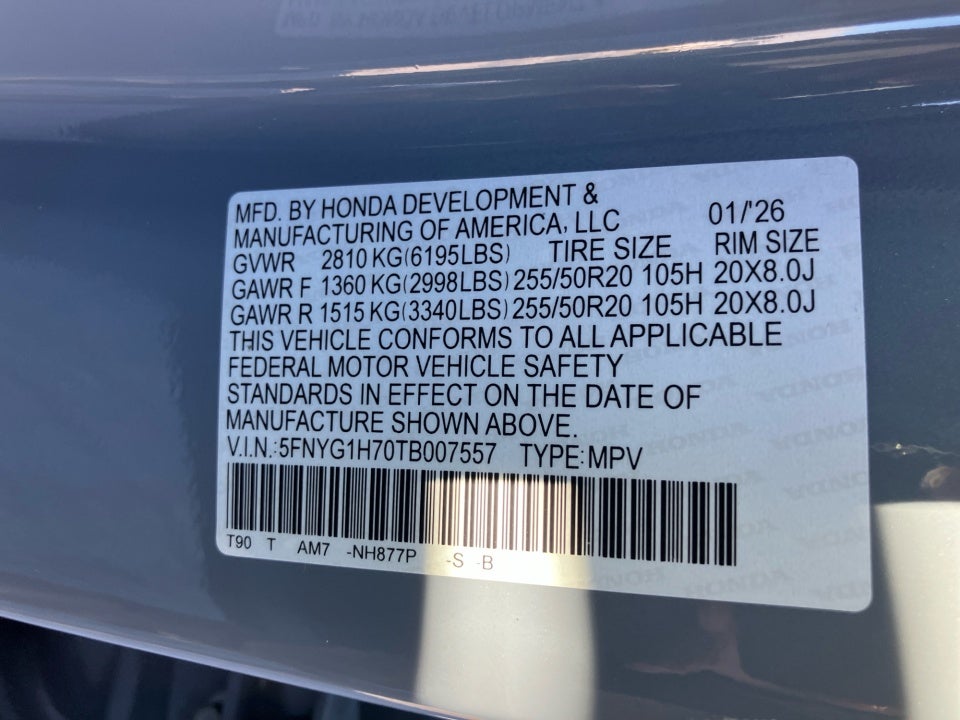 MFD. BY HONDA DEVELOPMENT &
MANUFACTURING OF AMERICA, LLC 01/'26
GVWR 2810 KG(6195LBS) TIRE SIZE RIM SIZE
GAWR F 1360 KG(2998LBS) 255/50R20 105H 20X8.0J
GAWR R 1515 KG(3340LBS) 255/50R20 105H 20X8.0J
THIS VEHICLE CONFORMS TO ALL APPLICABLE
FEDERAL MOTOR VEHICLE SAFETY
STANDARDS IN EFFECT ON THE DATE OF
MANUFACTURE SHOWN ABOVE.
V.I.N.:5FNYG1H70TB007557 TYPE:MPV
T90 T AM7 -NH877P -S -B